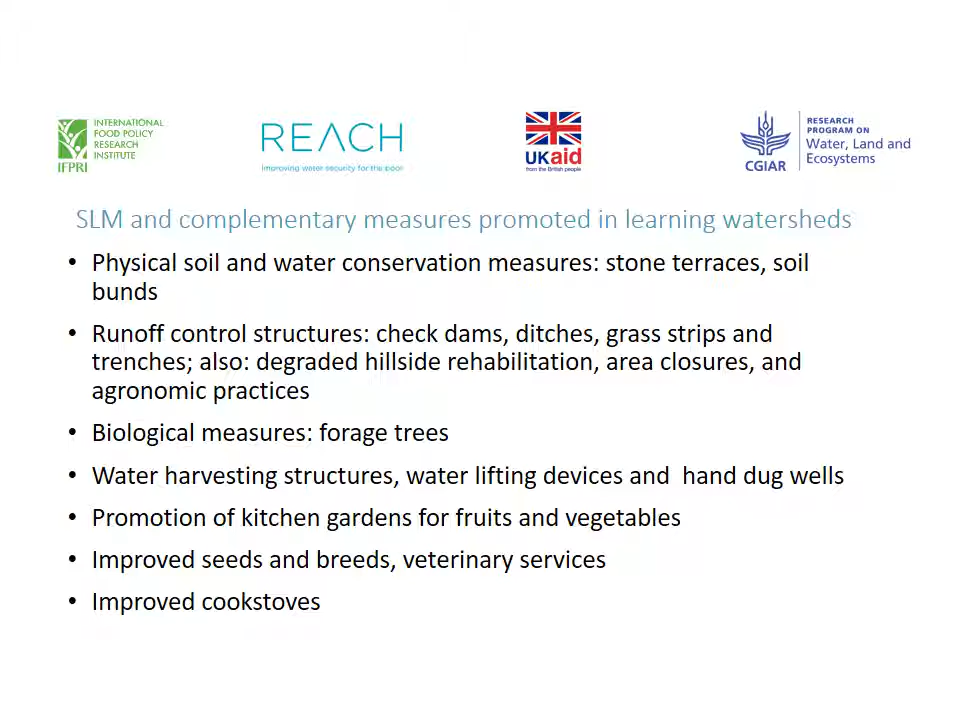 INTERNATIONAL
FOOD POLICY
RESEARCH
INSTITUTE
IFPRI
REACH
Improving water security for the poor
UKaid
from the British people
CGIAR
RESEARCH
PROGRAM ON
Water, Land and
Ecosystems
SLM and complementary measures promoted in learning watersheds
• Physical soil and water conservation measures: stone terraces, soil
bunds
• Runoff control structures: check dams, ditches, grass strips and
trenches; also: degraded hillside rehabilitation, area closures, and
agronomic practices
• Biological measures: forage trees
• Water harvesting structures, water lifting devices and  hand dug wells
• Promotion of kitchen gardens for fruits and vegetables
• Improved seeds and breeds, veterinary services
• Improved cookstoves